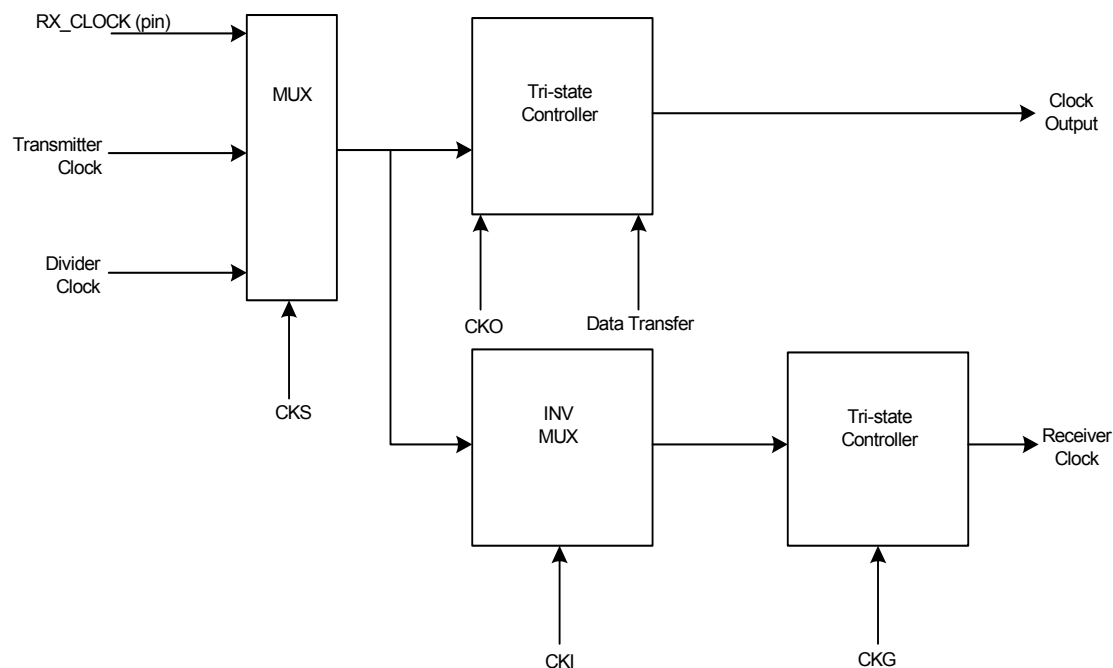 RX_CLOCK (pin)
MUX
Tri-state
Controller
Clock
Output
Transmitter
Clock
Divider
Clock
CKO
Data Transfer
CKS
INV
MUX
Tri-state
Controller
Receiver
Clock
CKI
CKG